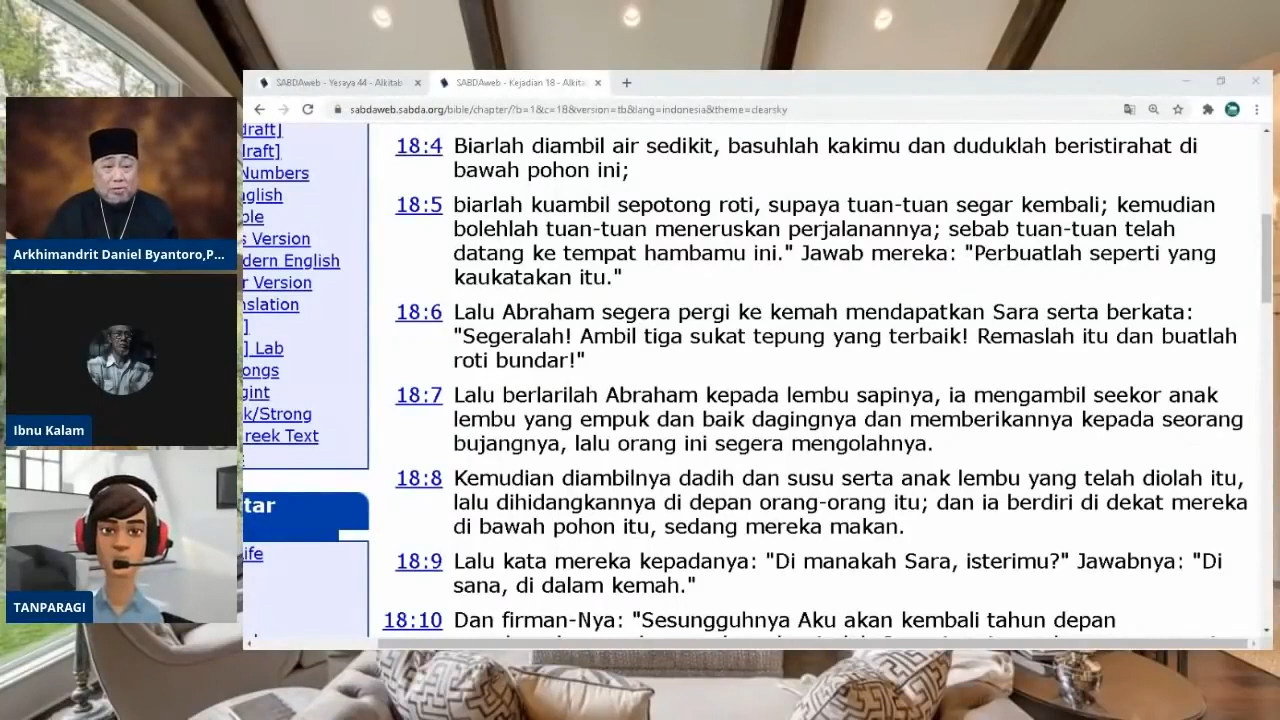 SABDAweb - Yesaya 44 - Alkitab
SABDAweb - Kejadian 18 - Alkita
sabdaweb.sabda.org/bible/chapter/?b=1&c=18&version=tb&lang=indonesia&theme=clearsky
Arkhimandrit Daniel Byantoro,P...
Ibnu Kalam
TANPARAGI
draft]
raft]
Numbers
nglish
ble
s Version
dern English
r Version
nslation
]
] Lab
ongs
gint
k/Strong
reek Text
tar
ife
18:4 Biarlah diambil air sedikit, basuhlah kakimu dan duduklah beristirahat di
bawah pohon ini;
18:5 biarlah kuambil sepotong roti, supaya tuan-tuan segar kembali; kemudian
bolehlah tuan-tuan meneruskan perjalanannya; sebab tuan-tuan telah
datang ke tempat hambamu ini." Jawab mereka: "Perbuatlah seperti yang
kaukatakan itu."
18:6 Lalu Abraham segera pergi ke kemah mendapatkan Sara serta berkata:
"Segeralah! Ambil tiga sukat tepung yang terbaik! Remaslah itu dan buatlah
roti bundar!"
18:7 Lalu berlarilah Abraham kepada lembu sapinya, ia mengambil seekor anak
lembu yang empuk dan baik dagingnya dan memberikannya kepada seorang
bujangnya, lalu orang ini segera mengolahnya.
18:8 Kemudian diambilnya dadih dan susu serta anak lembu yang telah diolah itu,
lalu dihidangkannya di depan orang-orang itu; dan ia berdiri di dekat mereka
di bawah pohon itu, sedang mereka makan.
18:9 Lalu kata mereka kepadanya: "Di manakah Sara, isterimu?" Jawabnya: "Di
sana, di dalam kemah."
18:10 Dan firman-Nya: "Sesungguhnya Aku akan kembali tahun depan